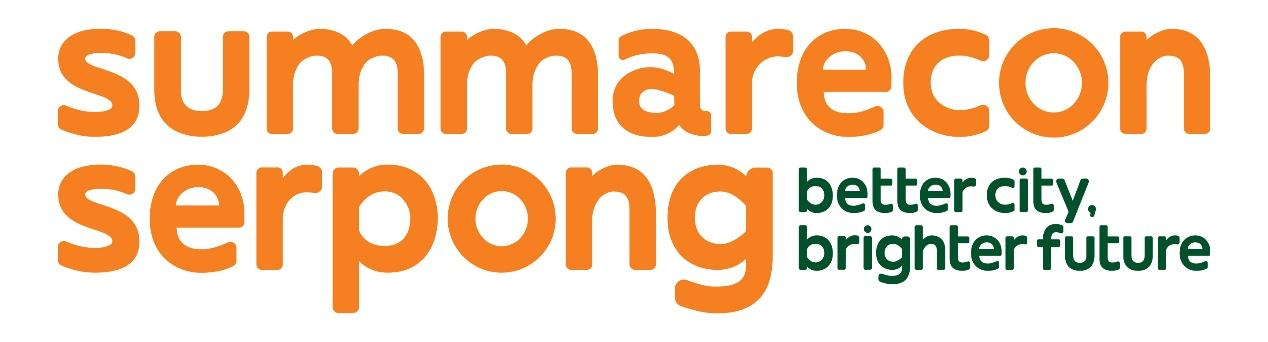 summarecon
serpong
better city,
brighter future